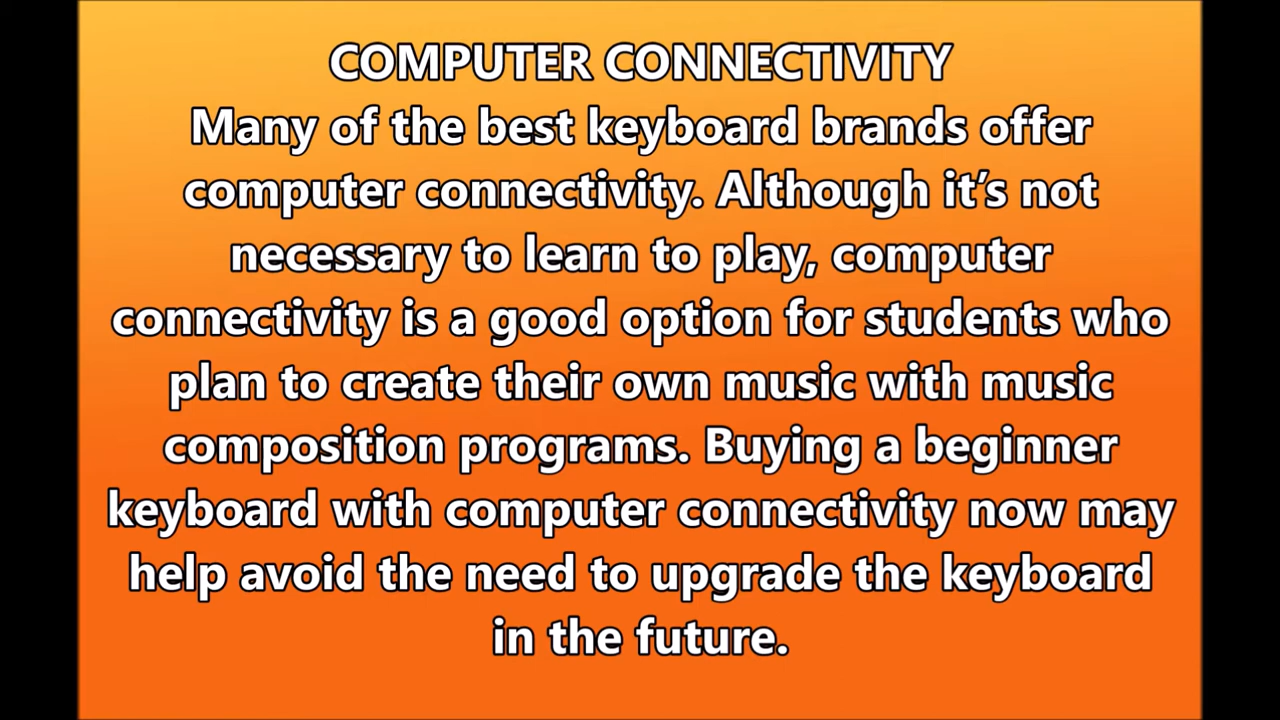 COMPUTER CONNECTIVITY
Many of the best keyboard brands offer
computer connectivity. Although it’s not
necessary to learn to play, computer
connectivity is a good option for students who
plan to create their own music with music
composition programs. Buying a beginner
keyboard with computer connectivity now may
help avoid the need to upgrade the keyboard
in the future.